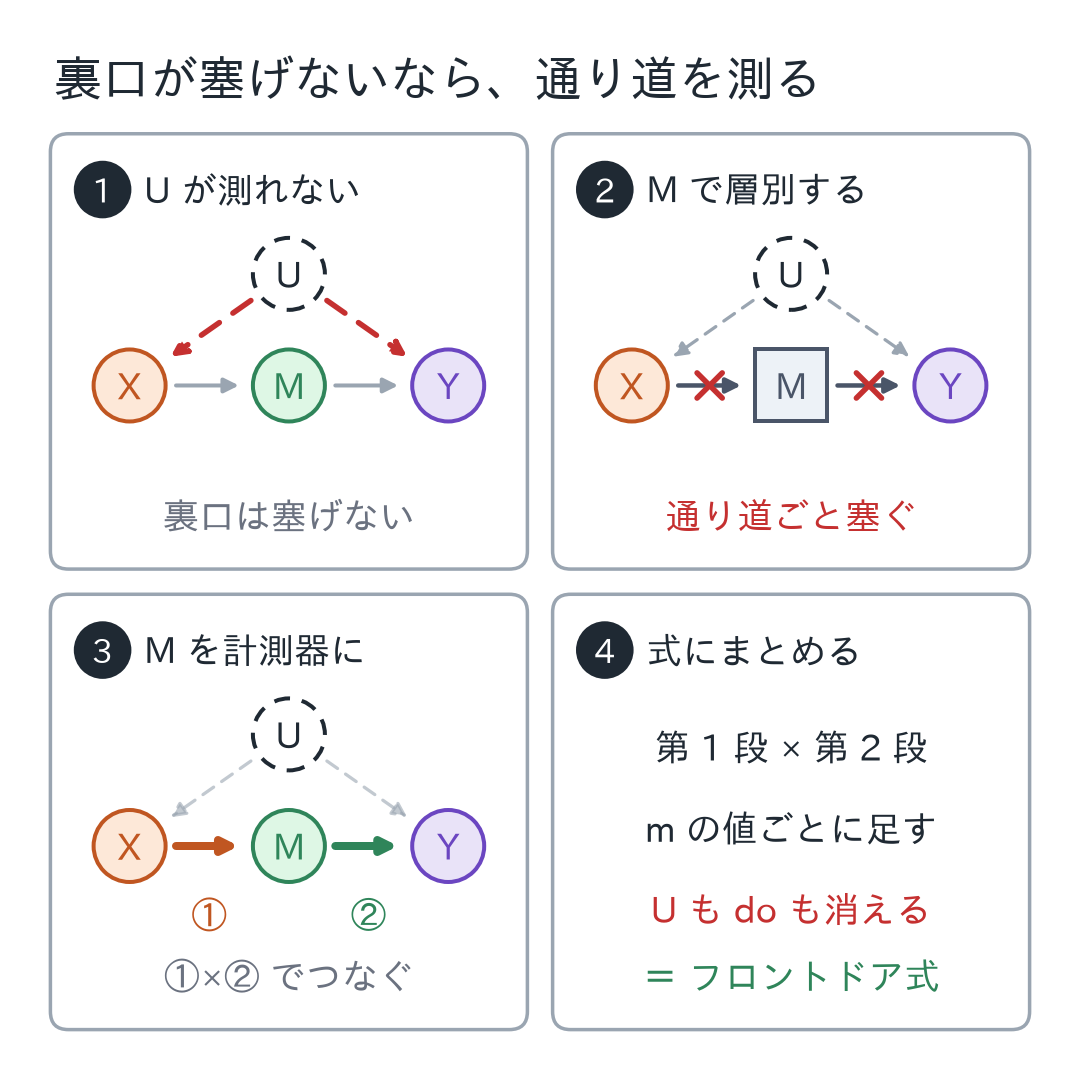 裏口が塞げないなら、通り道を測る
1 U が測れない
U
X M Y
裏口は塞げない
2 M で層別する
U
X M Y
通り道ごと塞ぐ
3 M を計測器に
U
X M Y
① ②
①×② でつなぐ
4 式にまとめる
第 1 段 × 第 2 段
m の値ごとに足す
U も do も消える
= フロントドア式